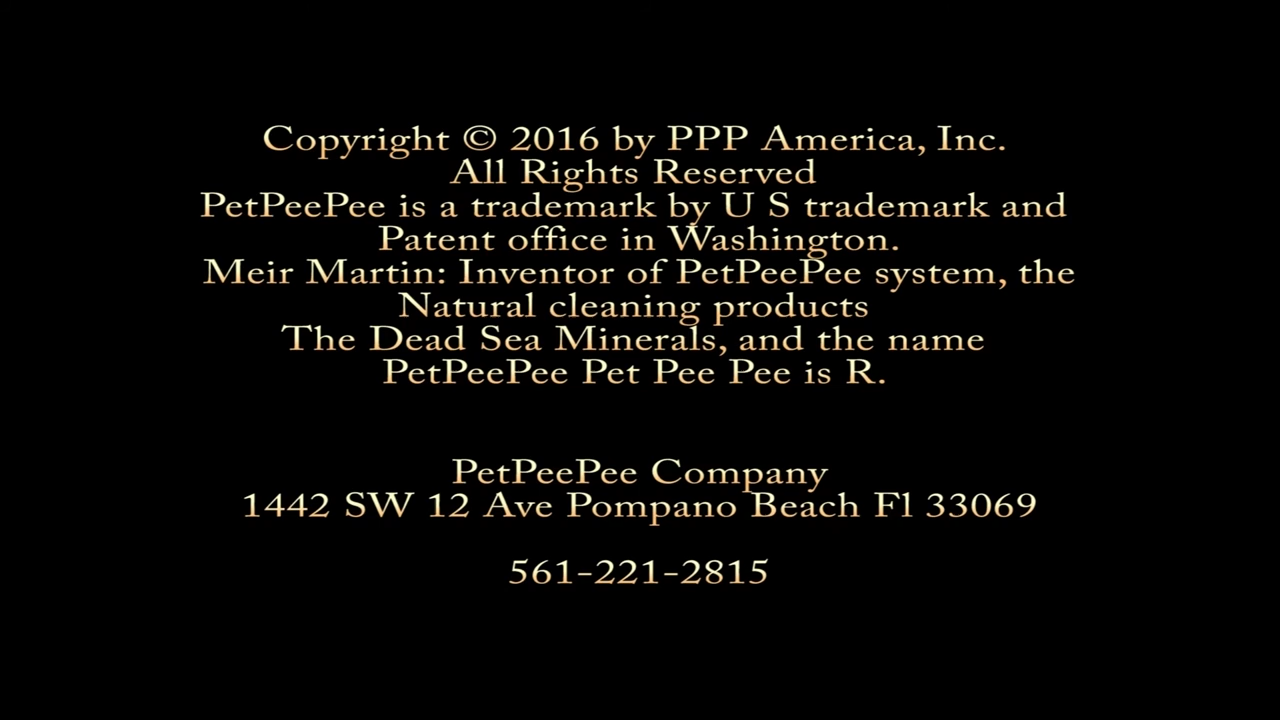 Copyright © 2016 by PPP America, Inc.
All Rights Reserved
PetPeePee is a trademark by U S trademark and
Patent office in Washington.
Meir Martin: Inventor of PetPeePee system, the
Natural cleaning products
The Dead Sea Minerals, and the name
PetPeePee Pet Pee Pee is R.
PetPeePee Company
1442 SW 12 Ave Pompano Beach Fl 33069
561-221-2815